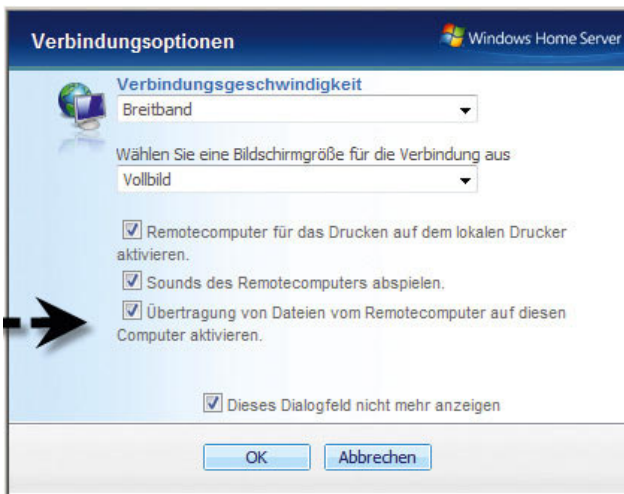 Verbindungsoptionen
Windows Home Server
Verbindungsgeschwindigkeit
Breitband
Wählen Sie eine Bildschirmgröße für die Verbindung aus
Vollbild
Remotecomputer für das Drucken auf dem lokalen Drucker
aktivieren.
Sounds des Remotecomputers abspielen.
Übertragung von Dateien vom Remotecomputer auf diesen
Computer aktivieren.
Dieses Dialogfeld nicht mehr anzeigen
OK
Abbrechen